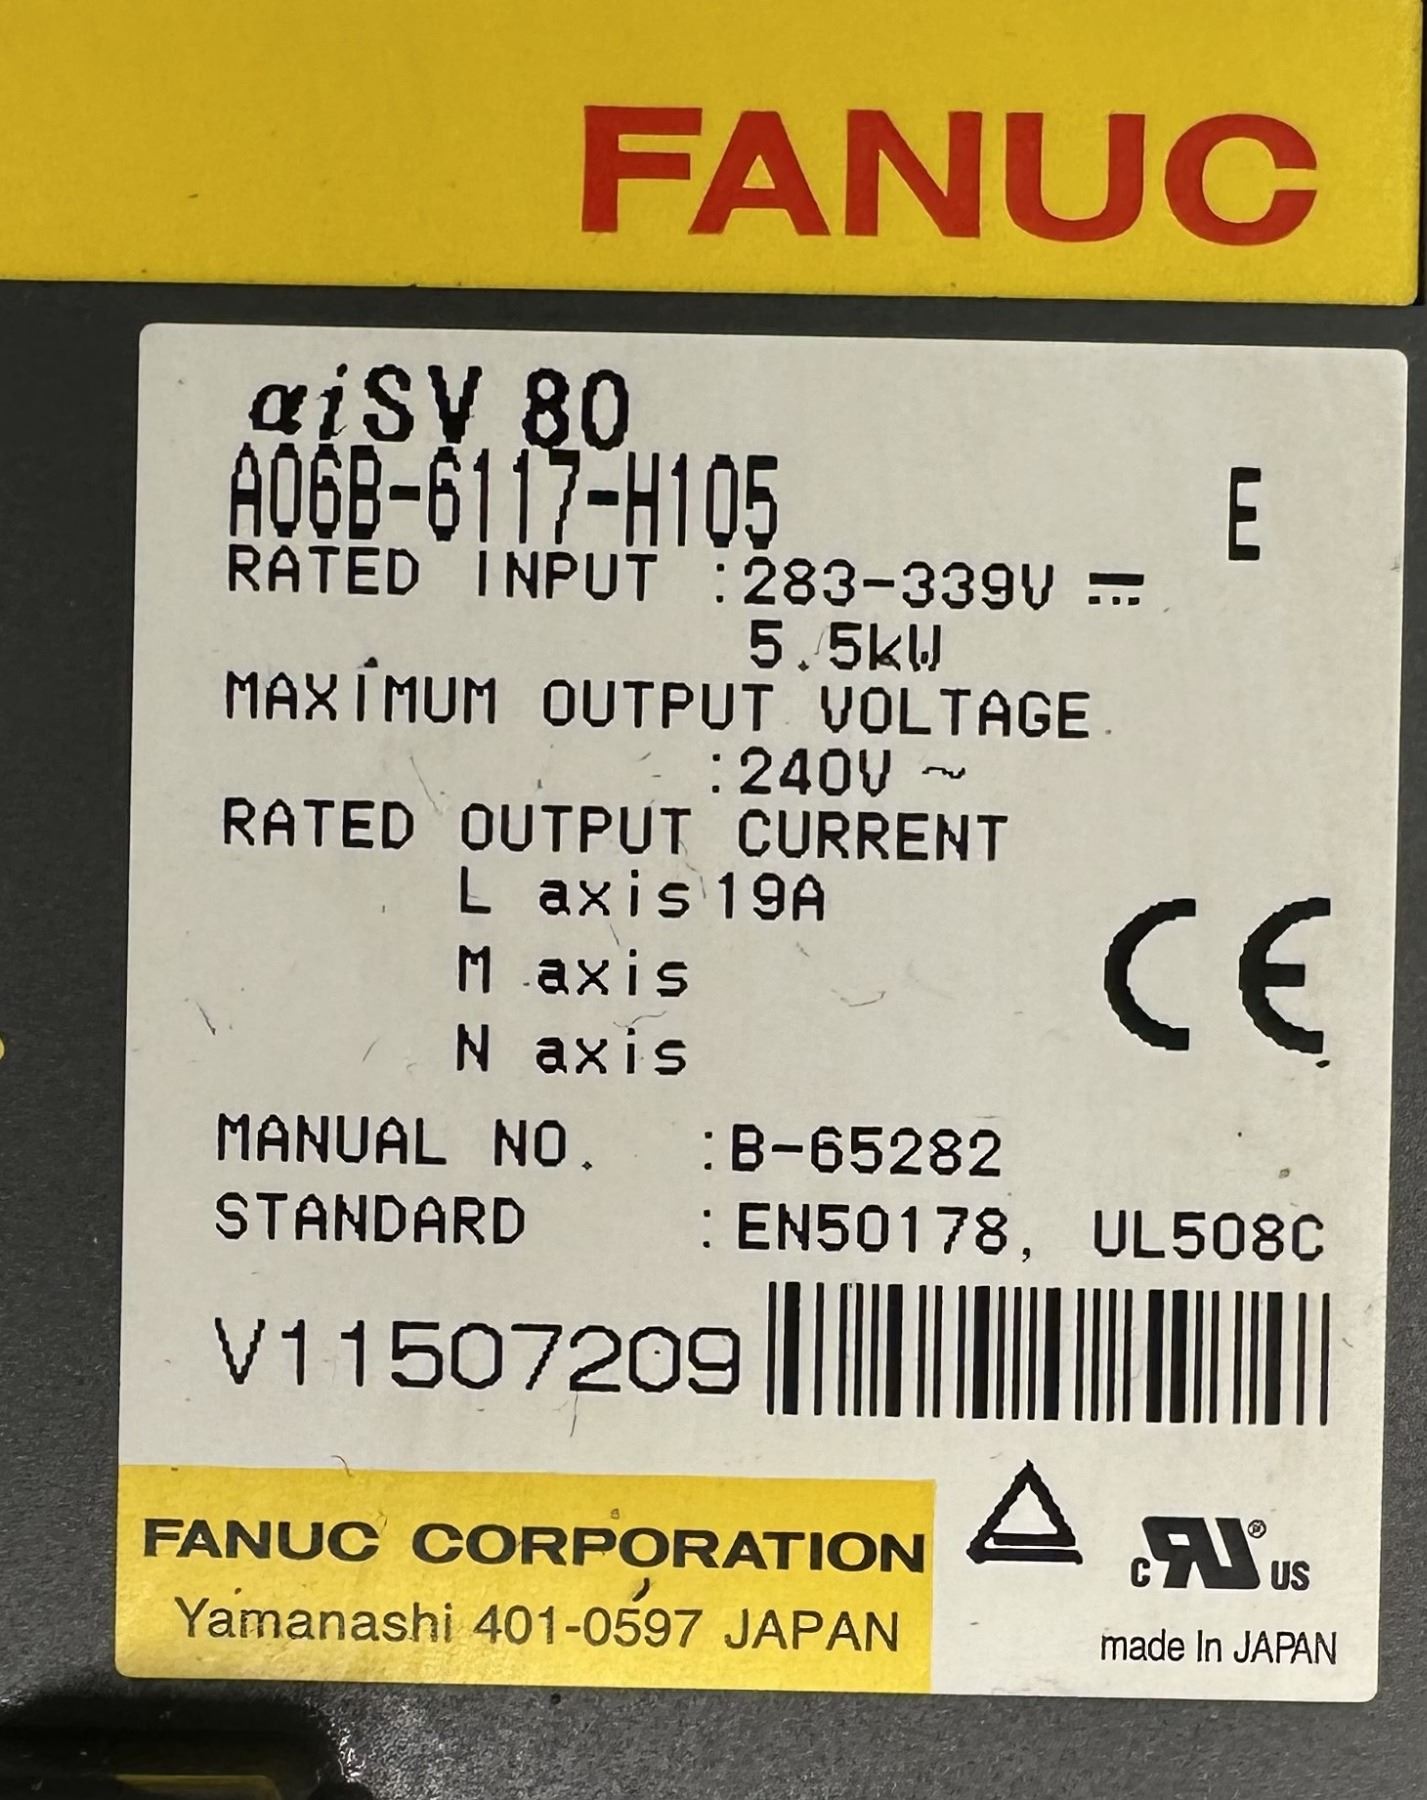 FANUC
αiSV 80
A06B-6117-H105 E
RATED INPUT :283-339V ⎓
5.5kW
MAXIMUM OUTPUT VOLTAGE
:240V ~
RATED OUTPUT CURRENT
L axis 19A
M axis
N axis
CE
MANUAL NO. :B-65282
STANDARD :EN50178, UL508C
V11507209
FANUC CORPORATION
Yamanashi 401-0597 JAPAN
c RU ® US
made In JAPAN